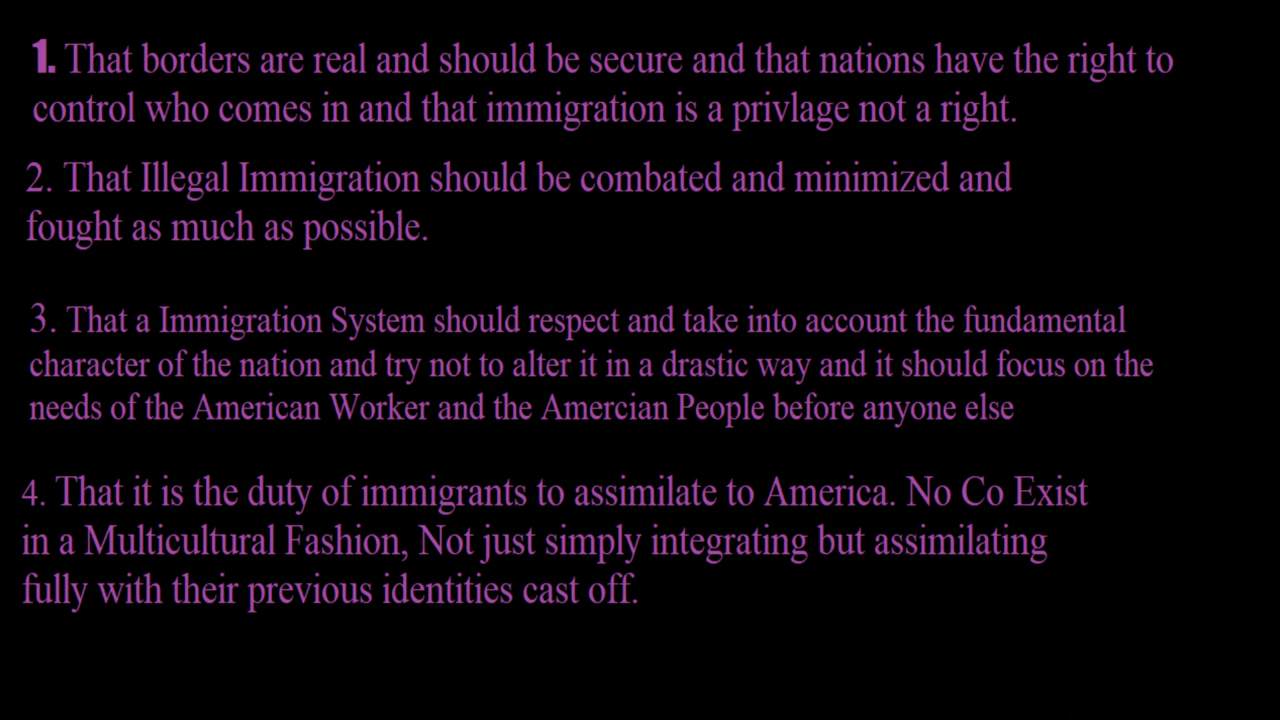 1. That borders are real and should be secure and that nations have the right to
control who comes in and that immigration is a privlage not a right.
2. That Illegal Immigration should be combated and minimized and
fought as much as possible.
3. That a Immigration System should respect and take into account the fundamental
character of the nation and try not to alter it in a drastic way and it should focus on the
needs of the American Worker and the Amercian People before anyone else
4. That it is the duty of immigrants to assimilate to America. No Co Exist
in a Multicultural Fashion, Not just simply integrating but assimilating
fully with their previous identities cast off.